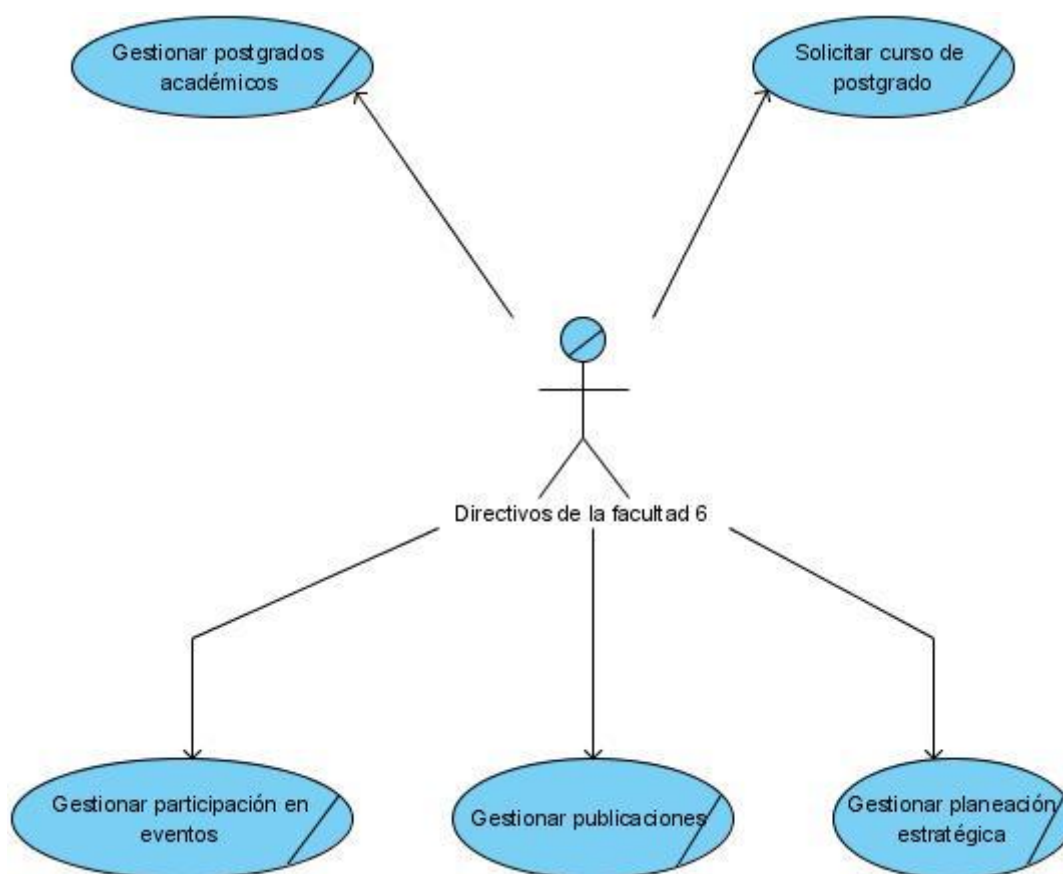 Gestionar postgrados
académicos
Solicitar curso de
postgrado
Directivos de la facultad 6
Gestionar participación en
eventos
Gestionar publicaciones
Gestionar planeación
estratégica